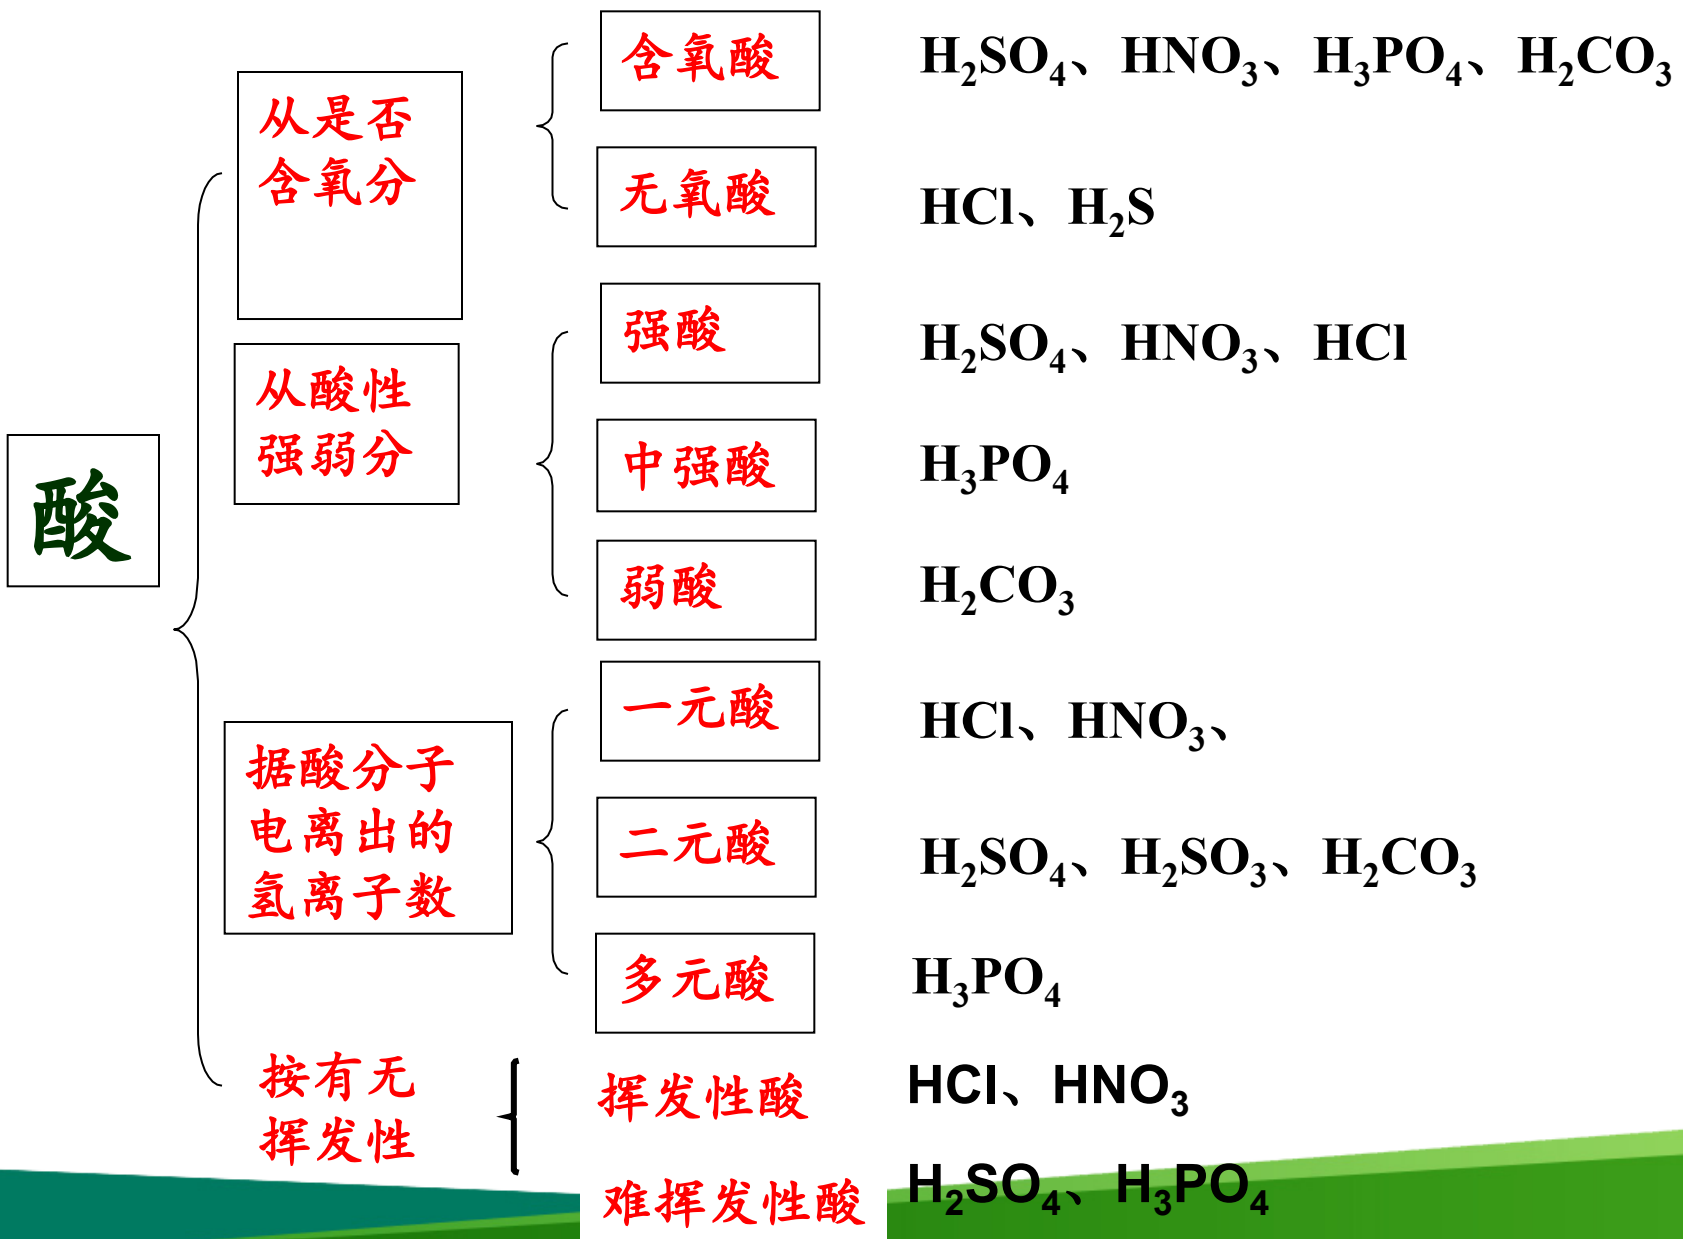 酸
从是否
含氧分
含氧酸
H₂SO₄、HNO₃、H₃PO₄、H₂CO₃
无氧酸
HCl、H₂S
从酸性
强弱分
强酸
H₂SO₄、HNO₃、HCl
中强酸
H₃PO₄
弱酸
H₂CO₃
据酸分子
电离出的
氢离子数
一元酸
HCl、HNO₃、
二元酸
H₂SO₄、H₂SO₃、H₂CO₃
多元酸
H₃PO₄
按有无
挥发性
挥发性酸
HCl、HNO₃
难挥发性酸
H₂SO₄、H₃PO₄